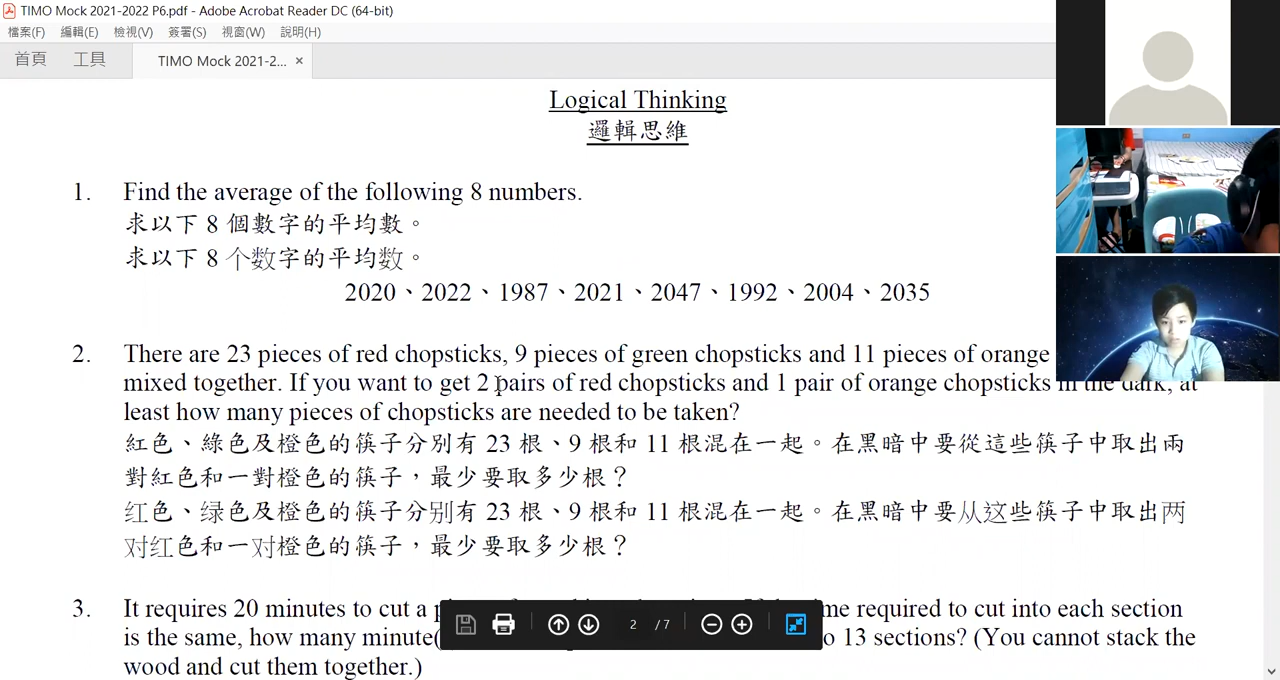 TIMO Mock 2021-2022 P6.pdf - Adobe Acrobat Reader DC (64-bit)
檔案(F) 編輯(E) 檢視(V) 簽署(S) 視窗(W) 說明(H)
首頁 工具 TIMO Mock 2021-2... ×
Logical Thinking
邏輯思維
1. Find the average of the following 8 numbers.
求以下 8 個數字的平均數。
求以下 8 个数字的平均数。
2020、2022、1987、2021、2047、1992、2004、2035
2. There are 23 pieces of red chopsticks, 9 pieces of green chopsticks and 11 pieces of orange
mixed together. If you want to get 2 pairs of red chopsticks and 1 pair of orange chopsticks in the dark, at
least how many pieces of chopsticks are needed to be taken?
紅色、綠色及橙色的筷子分別有 23 根、9 根和 11 根混在一起。在黑暗中要從這些筷子中取出兩
對紅色和一對橙色的筷子，最少要取多少根？
红色、绿色及橙色的筷子分别有 23 根、9 根和 11 根混在一起。在黑暗中要从这些筷子中取出两
对红色和一对橙色的筷子，最少要取多少根？
3. It requires 20 minutes to cut a required to cut into each section
is the same, how many 13 sections? (You cannot stack the
2 / 7
wood and cut them together.)